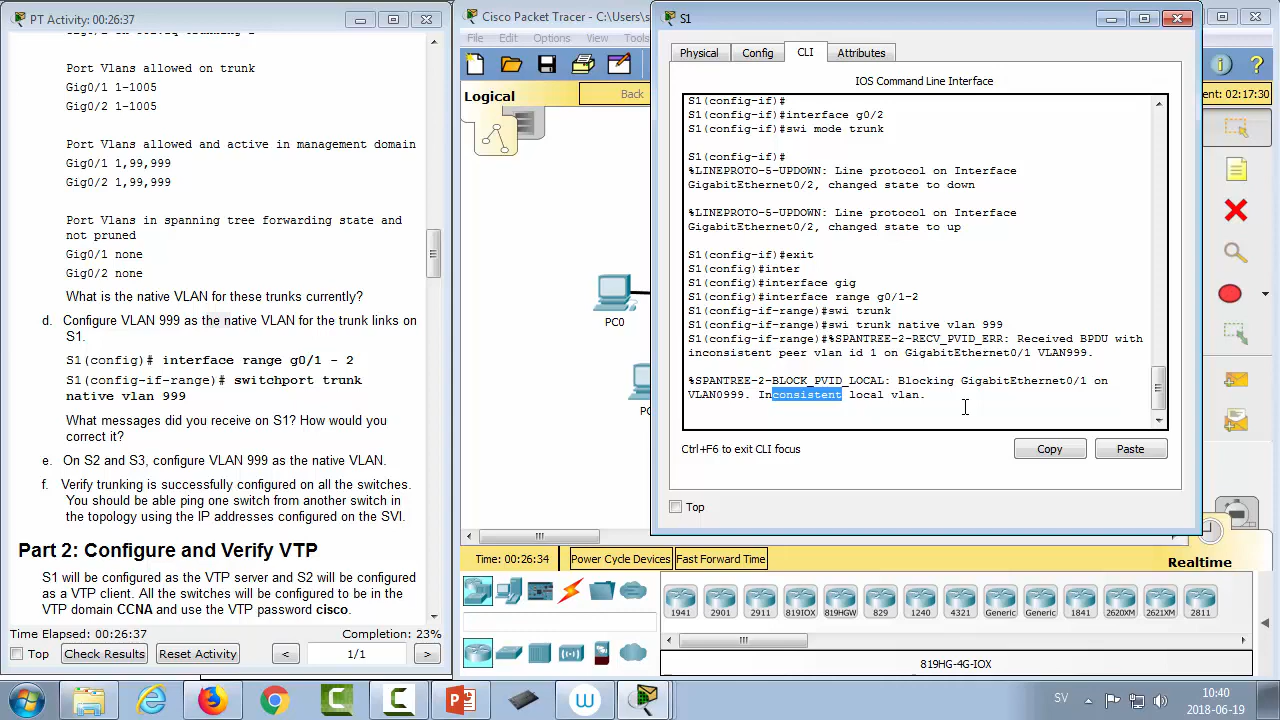 PT Activity: 00:26:37
Port Vlans allowed on trunk
Gig0/1 1-1005
Gig0/2 1-1005
Port Vlans allowed and active in management domain
Gig0/1 1,99,999
Gig0/2 1,99,999
Port Vlans in spanning tree forwarding state and
not pruned
Gig0/1 none
Gig0/2 none
What is the native VLAN for these trunks currently?
d. Configure VLAN 999 as the native VLAN for the trunk links on
S1.
S1(config)# interface range g0/1 - 2
S1(config-if-range)# switchport trunk
native vlan 999
What messages did you receive on S1? How would you
correct it?
e. On S2 and S3, configure VLAN 999 as the native VLAN.
f. Verify trunking is successfully configured on all the switches.
You should be able ping one switch from another switch in
the topology using the IP addresses configured on the SVI.
Part 2: Configure and Verify VTP
S1 will be configured as the VTP server and S2 will be configured
as a VTP client. All the switches will be configured to be in the
VTP domain CCNA and use the VTP password cisco.
Time Elapsed: 00:26:37
Completion: 23%
Top
Check Results
Reset Activity
<
1/1
>
Cisco Packet Tracer - C:\Users\s
File Edit Options View Tools
Logical
Back
ent: 02:17:30
PC0
PC
S1
Physical
Config
CLI
Attributes
IOS Command Line Interface
S1(config-if)#
S1(config-if)#interface g0/2
S1(config-if)#swi mode trunk
S1(config-if)#
%LINEPROTO-5-UPDOWN: Line protocol on Interface
GigabitEthernet0/2, changed state to down
%LINEPROTO-5-UPDOWN: Line protocol on Interface
GigabitEthernet0/2, changed state to up
S1(config-if)#exit
S1(config)#inter
S1(config)#interface gig
S1(config)#interface range g0/1-2
S1(config-if-range)#swi trunk
S1(config-if-range)#swi trunk native vlan 999
S1(config-if-range)#%SPANTREE-2-RECV_PVID_ERR: Received BPDU with
inconsistent peer vlan id 1 on GigabitEthernet0/1 VLAN999.
%SPANTREE-2-BLOCK_PVID_LOCAL: Blocking GigabitEthernet0/1 on
VLAN0999. Inconsistent local vlan.
Ctrl+F6 to exit CLI focus
Copy
Paste
Top
Time: 00:26:34
Power Cycle Devices
Fast Forward Time
Realtime
1941 2901 2911 819IOX 819HGW 829 1240 4321 Generic Generic 1841 2620XM 2621XM 2811
819HG-4G-IOX
SV
10:40
2018-06-19